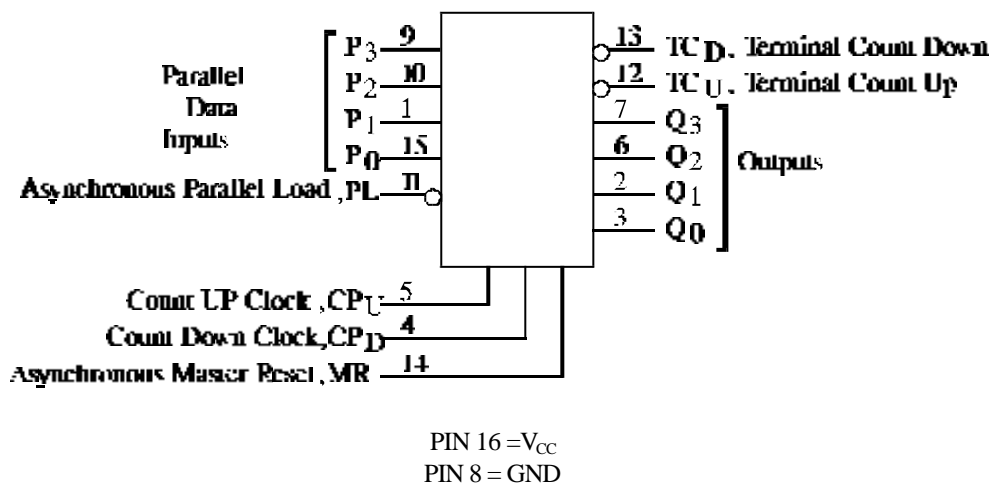 P3 9
P2 10
P1 1
P0 15
Parallel
Data
Inputs
Asynchronous Parallel Load ,PL 11
13 TCD, Terminal Count Down
12 TCU, Terminal Count Up
7 Q3
6 Q2
2 Q1
3 Q0
Outputs
Count UP Clock ,CPU 5
Count Down Clock,CPD 4
Asynchronous Master Reset ,MR 14
PIN 16 =VCC
PIN 8 = GND